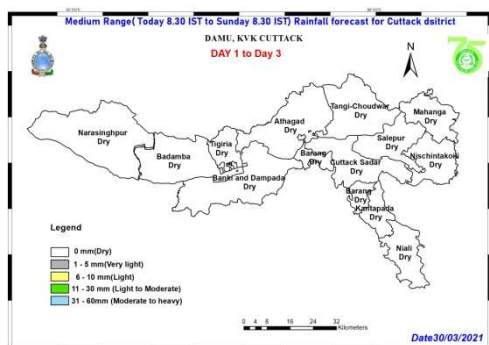 Medium Range( Today 8.30 IST to Sunday 8.30 IST) Rainfall forecast for Cuttack dsitrict
DAMU, KVK CUTTACK
DAY 1 to Day 3
N
75
Tangi-Choudwar
Dry
Mahanga
Dry
Narasinghpur
Dry
Athagad
Dry
Salepur
Dry
Tigiria
Dry
Badamba
Dry
Barang
Dry
Cuttack Sadar
Dry
Nischintakoili
Dry
Banki and Dampada
Dry
Barang
Dry
Kantapada
Dry
Niali
Dry
Legend
0 mm(Dry)
1 - 5 mm(Very light)
6 - 10 mm(Light)
11 - 30 mm (Light to Moderate)
31 - 60mm (Moderate to heavy)
0 4 8 16 24 32
Kilometers
Date30/03/2021